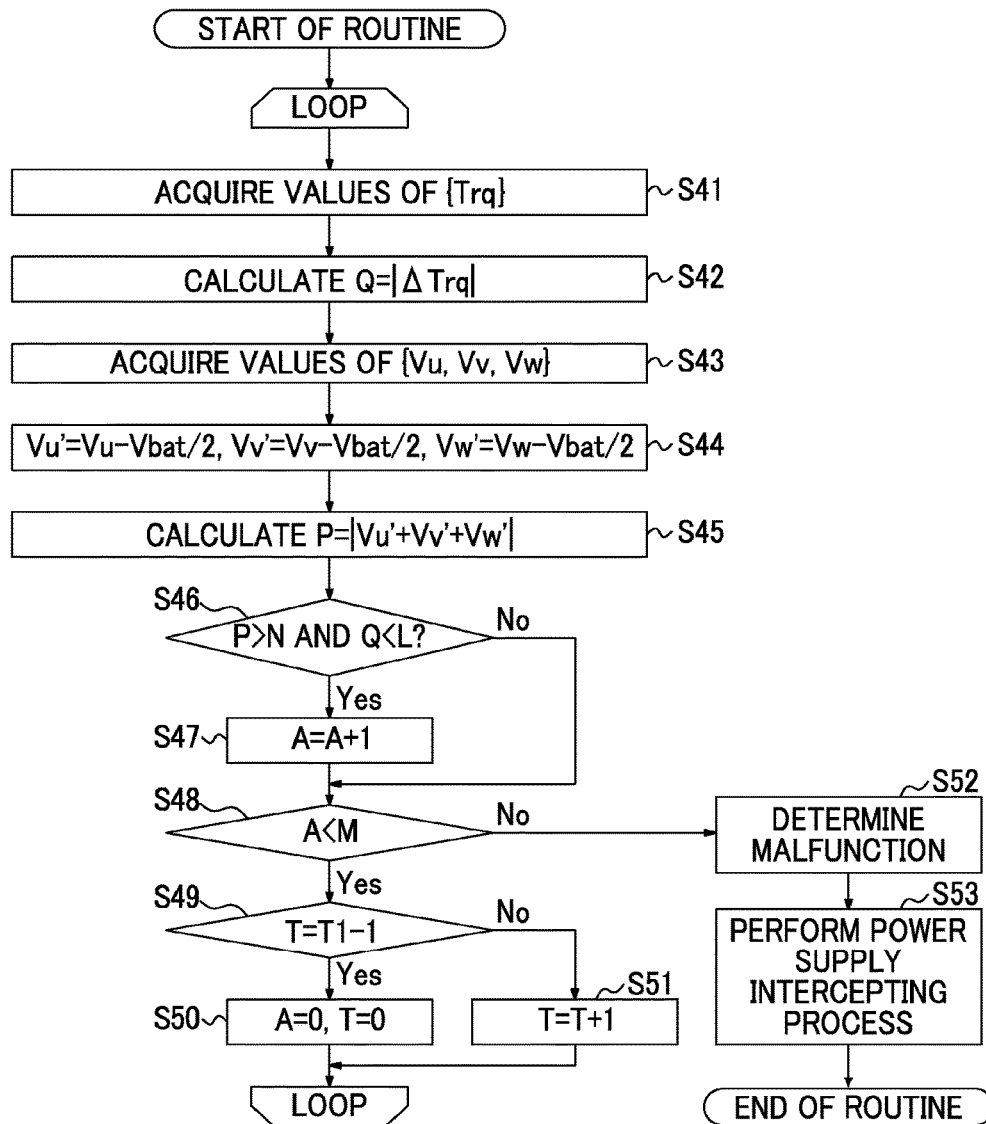 START OF ROUTINE
LOOP
ACQUIRE VALUES OF {Trq}
S41
CALCULATE Q=|Δ Trq|
S42
ACQUIRE VALUES OF {Vu, Vv, Vw}
S43
Vu'=Vu-Vbat/2, Vv'=Vv-Vbat/2, Vw'=Vw-Vbat/2
S44
CALCULATE P=|Vu'+Vv'+Vw'|
S45
S46
P>N AND Q<L?
No
Yes
S47
A=A+1
S48
A<M
No
Yes
S52
DETERMINE
MALFUNCTION
S49
T=T1-1
No
Yes
S53
PERFORM POWER
SUPPLY
INTERCEPTING
PROCESS
S50
A=0, T=0
S51
T=T+1
LOOP
END OF ROUTINE